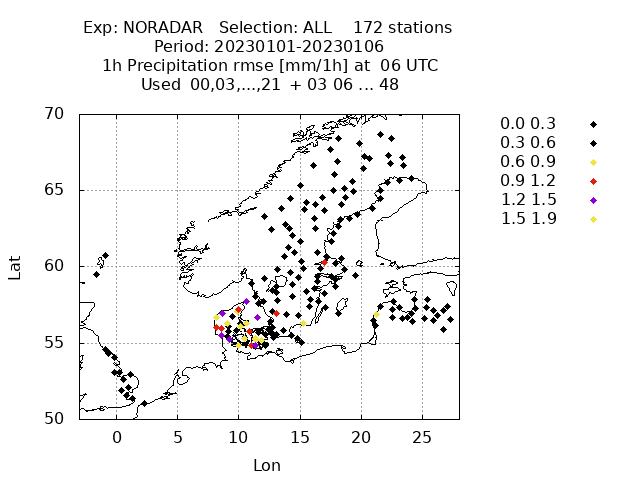 Exp: NORADAR Selection: ALL 172 stations
Period: 20230101-20230106
1h Precipitation rmse [mm/1h] at 06 UTC
Used 00,03,...,21 + 03 06 ... 48
70
65
60
55
50
Lat
0 5 10 15 20 25
Lon
0.0 0.3
0.3 0.6
0.6 0.9
0.9 1.2
1.2 1.5
1.5 1.9